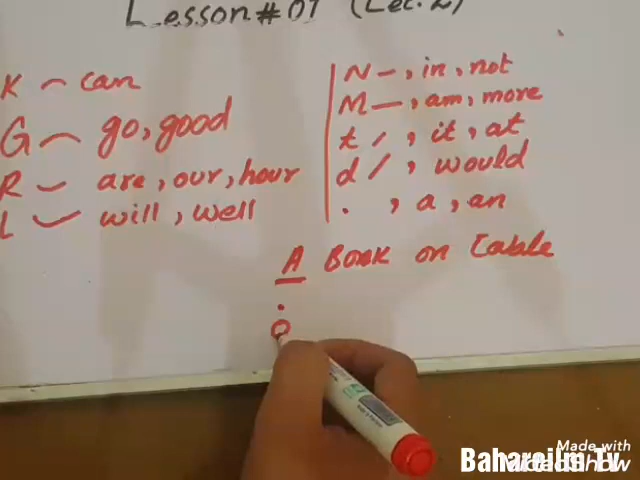 Lesson # 01 (Lec. 2)
K can
G go, good
R are, our, hour
L will, well
N , in, not
M , am, more
t , it, at
d , would
. , a, an
A Book on Table
Made with
Bahareilm Tv